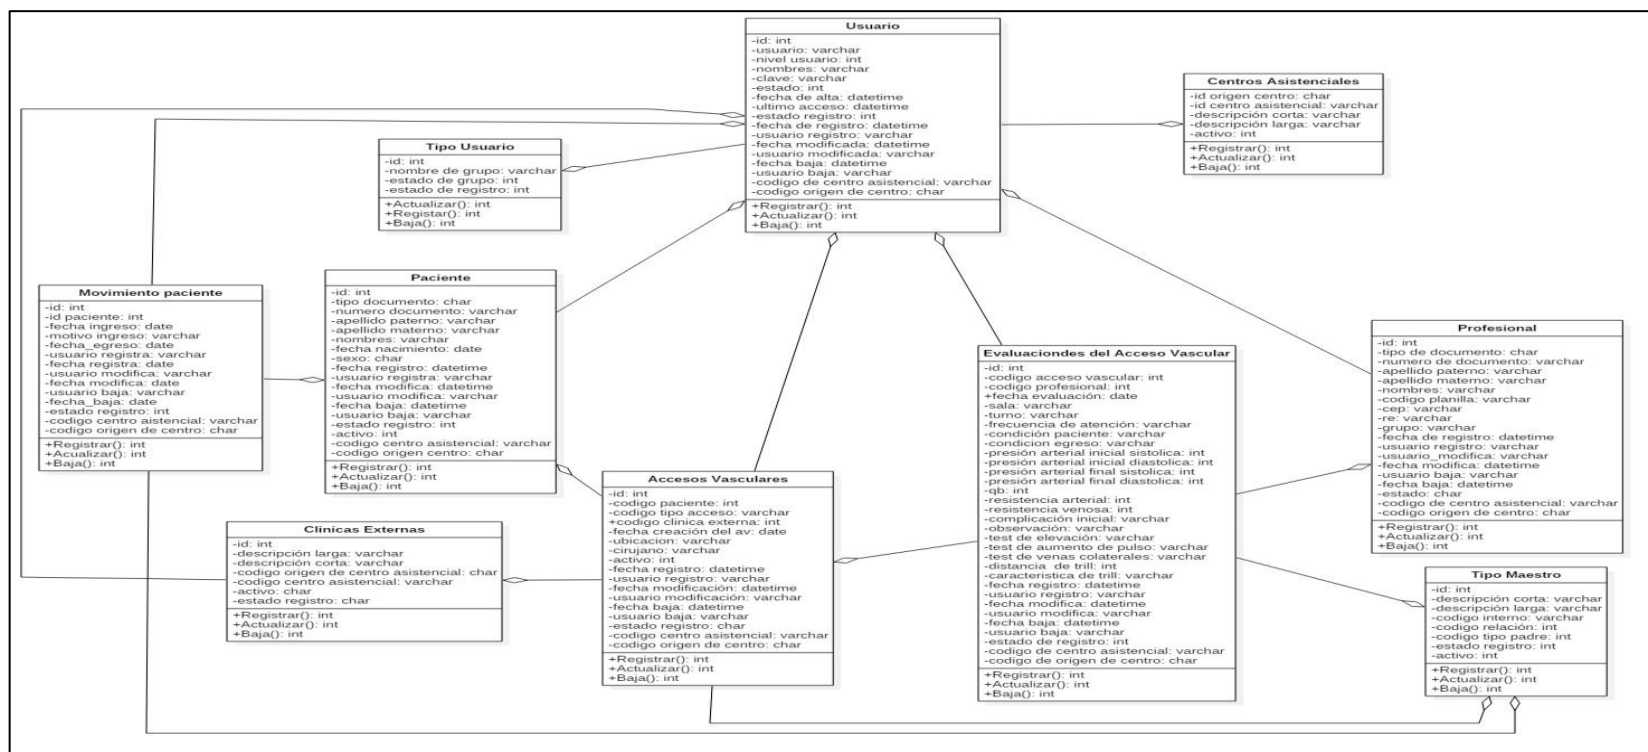 Usuario
-id: int
-usuario: varchar
-nivel usuario: int
-nombres: varchar
-clave: varchar
-estado: int
-fecha de alta: datetime
-ultimo acceso: datetime
-estado registro: int
-fecha de registro: datetime
-usuario registro: varchar
-fecha modificada: datetime
-usuario modificada: varchar
-fecha baja: datetime
-usuario baja: varchar
-codigo de centro asistencial: varchar
-codigo origen de centro: char
+Registrar(): int
+Actualizar(): int
+Baja(): int
Centros Asistenciales
-id origen centro: char
-id centro asistencial: varchar
-descripción corta: varchar
-descripción larga: varchar
-activo: int
+Registrar(): int
+Actualizar(): int
+Baja(): int
Tipo Usuario
-id: int
-nombre de grupo: varchar
-estado de grupo: int
-estado de registro: int
+Actualizar(): int
+Registar(): int
+Baja(): int
Movimiento paciente
-id: int
-id paciente: int
-fecha ingreso: date
-motivo ingreso: varchar
-fecha_egreso: date
-usuario registra: varchar
-fecha registra: date
-usuario modifica: varchar
-fecha modifica: date
-usuario baja: varchar
-fecha_baja: date
-estado registro: int
-codigo centro aistencial: varchar
-codigo origen de centro: char
+Registrar(): int
+Acualizar(): int
+Baja(): int
Paciente
-id: int
-tipo documento: char
-numero documento: varchar
-apellido paterno: varchar
-apellido materno: varchar
-nombres: varchar
-fecha nacimiento: date
-sexo: char
-fecha registro: datetime
-usuario registra: varchar
-fecha modifica: datetime
-usuario modifica: varchar
-fecha baja: datetime
-usuario baja: varchar
-estado registro: int
-activo: int
-codigo centro asistencial: varchar
-codigo origen centro: char
+Registrar(): int
+Actualizar(): int
+Baja(): int
Clinicas Externas
-id: int
-descripción larga: varchar
-descripción corta: varchar
-codigo origen de centro asistencial: char
-codigo centro asistencial: varchar
-activo: char
-estado registro: char
+Registrar(): int
+Actualizar(): int
+Baja(): int
Accesos Vasculares
-id: int
-codigo paciente: int
-codigo tipo acceso: varchar
+codigo clinica externa: int
-fecha creación del av: date
-ubicacion: varchar
-cirujano: varchar
-activo: int
-fecha registro: datetime
-usuario registro: varchar
-fecha modificación: datetime
-usuario modificación: varchar
-fecha baja: datetime
-usuario baja: varchar
-estado registro: char
-codigo centro asistencial: varchar
-codigo origen de centro: char
+Registrar(): int
+Actualizar(): int
+Baja(): int
Evaluaciondes del Acceso Vascular
-id: int
-codigo acceso vascular: int
-codigo profesional: int
+fecha evaluación: date
-sala: varchar
-turno: varchar
-frecuencia de atención: varchar
-condición paciente: varchar
-condicion egreso: varchar
-presión arterial inicial sistolica: int
-presión arterial inicial diastolica: int
-presión arterial final sistolica: int
-presión arterial final diastolica: int
-qb: int
-resistencia arterial: int
-resistencia venosa: int
-complicación inicial: varchar
-observación: varchar
-test de elevación: varchar
-test de aumento de pulso: varchar
-test de venas colaterales: varchar
-distancia  de trill: int
-caracteristica de trill: varchar
-fecha registro: datetime
-usuario registro: varchar
-fecha modifica: datetime
-usuario modifica: varchar
-fecha baja: datetime
-usuario baja: varchar
-estado de registro: int
-codigo de centro asistencial: varchar
-codigo de origen de centro: char
+Registrar(): int
+Actualizar(): int
+Baja(): int
Profesional
-id: int
-tipo de documento: char
-numero de documento: varchar
-apellido paterno: varchar
-apellido materno: varchar
-nombres: varchar
-codigo planilla: varchar
-cep: varchar
-re: varchar
-grupo: varchar
-fecha de registro: datetime
-usuario registro: varchar
-usuario_modifica: varchar
-fecha modifica: datetime
-usuario baja: varchar
-fecha baja: datetime
-estado: char
-codigo de centro asistencial: varchar
-codigo origen de centro: char
+Registrar(): int
+Actualizar(): int
+Baja(): int
Tipo Maestro
-id: int
-descripción corta: varchar
-descripción larga: varchar
-codigo interno: varchar
-codigo relación: int
-codigo tipo padre: int
-estado registro: int
-activo: int
+Registrar(): int
+Actualizar(): int
+Baja(): int